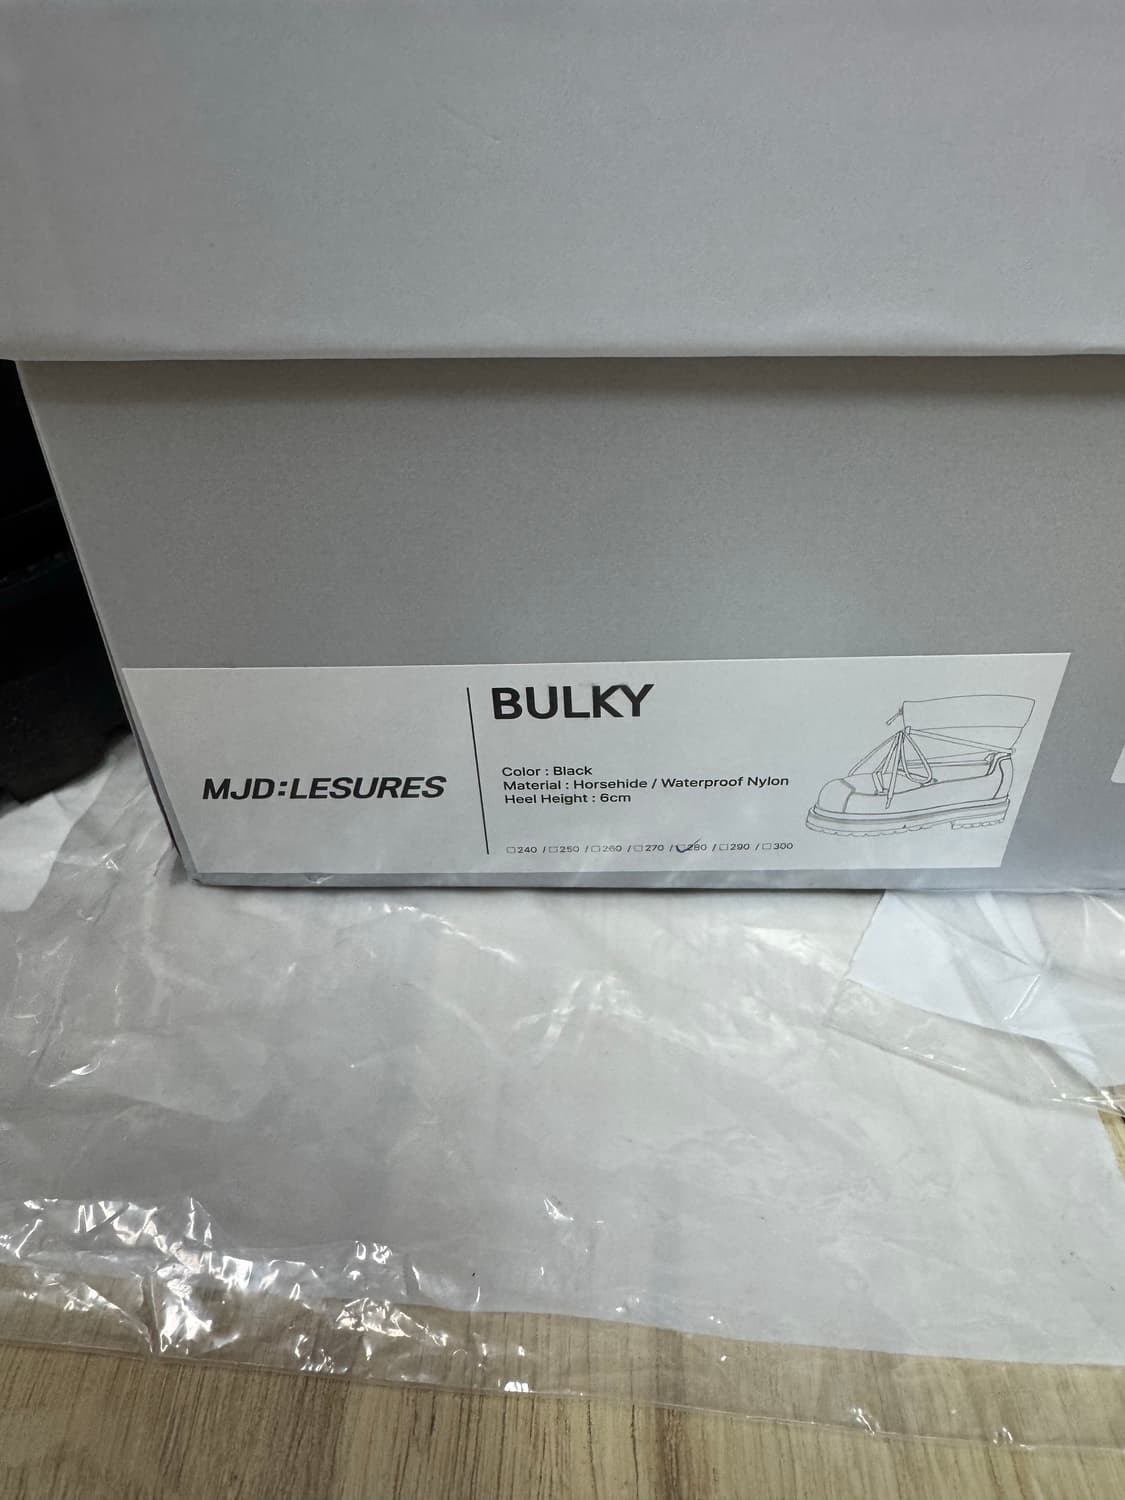 BULKY
MJD:LESURES
Color : Black
Material : Horsehide / Waterproof Nylon
Heel Height : 6cm
☐240 / ☐250 / ☐260 / ☐270 / ☑280 / ☐290 / ☐300